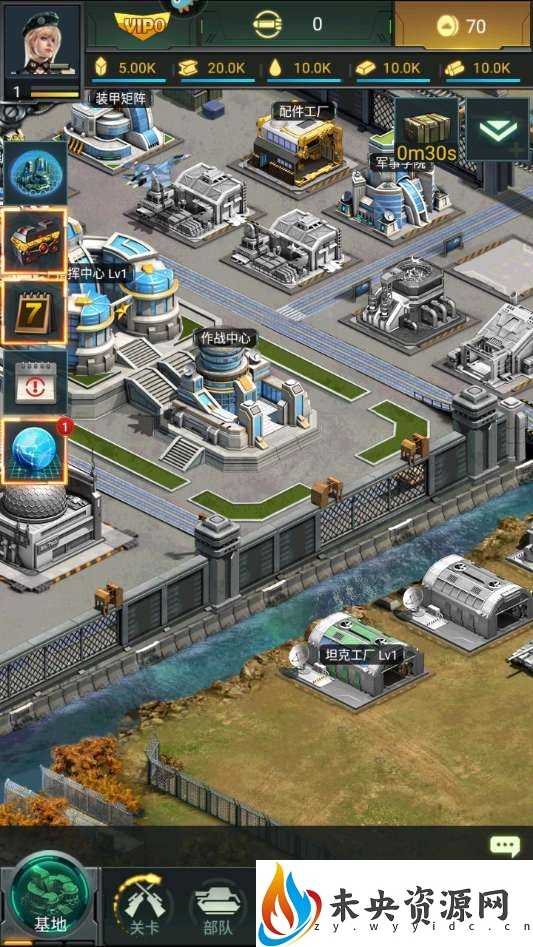 VIP0
0
70
1
5.00K
20.0K
10.0K
10.0K
10.0K
装甲矩阵
配件工厂
0m30s
军事学院
指挥中心 Lv1
7
作战中心
1
坦克工厂 Lv1
基地
关卡
部队
未央资源网
zy.wyyidc.cn